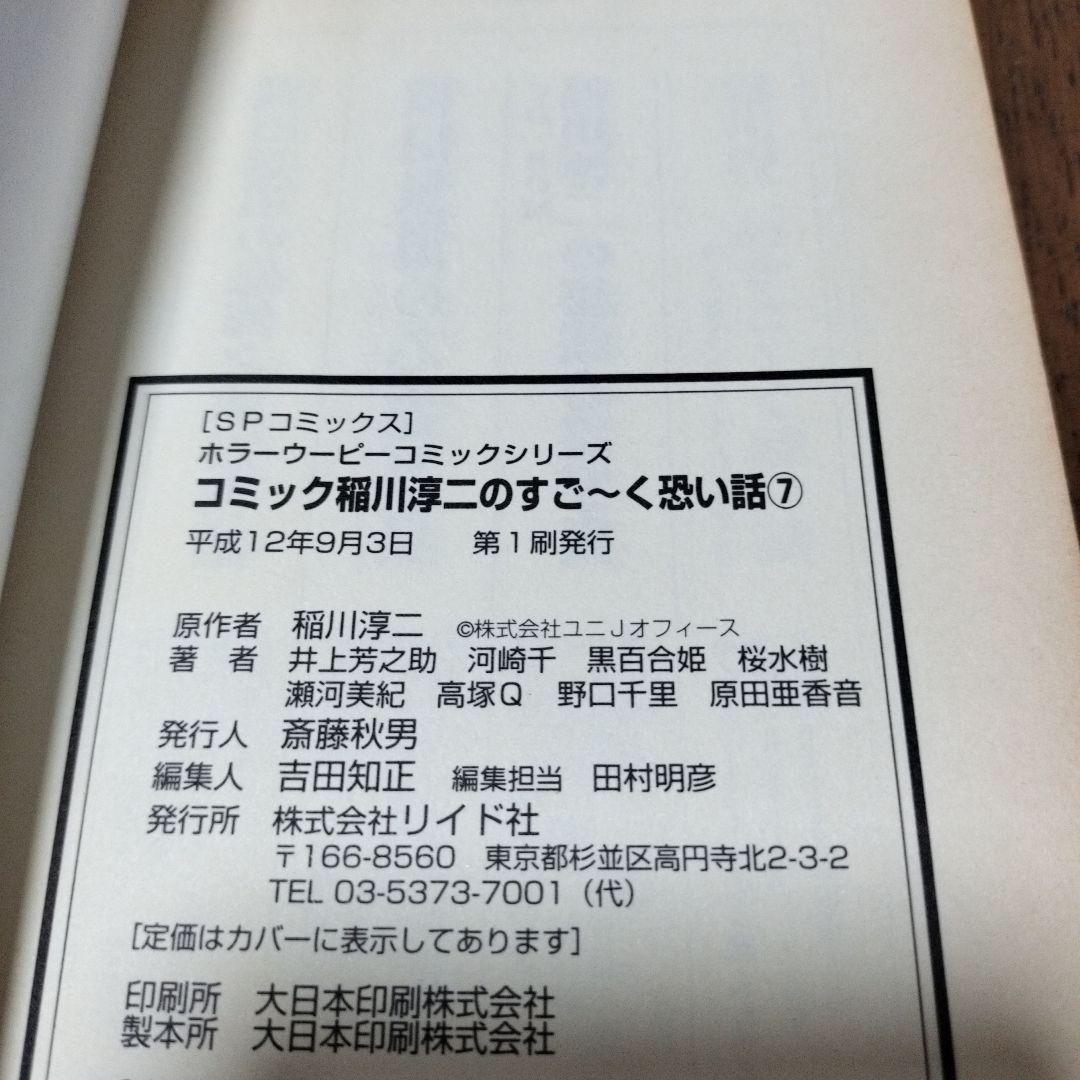 [SPコミックス]
ホラーウーピーコミックシリーズ
コミック稲川淳二のすご～く恐い話⑦
平成12年9月3日　第1刷発行
原作者　稲川淳二　©株式会社ユニJオフィース
著　者　井上芳之助　河崎千　黒百合姫　桜水樹
瀬河美紀　高塚Q　野口千里　原田亜香音
発行人　斎藤秋男
編集人　吉田知正　編集担当　田村明彦
発行所　株式会社リイド社
〒166-8560　東京都杉並区高円寺北2-3-2
TEL 03-5373-7001（代）
[定価はカバーに表示してあります]
印刷所　大日本印刷株式会社
製本所　大日本印刷株式会社